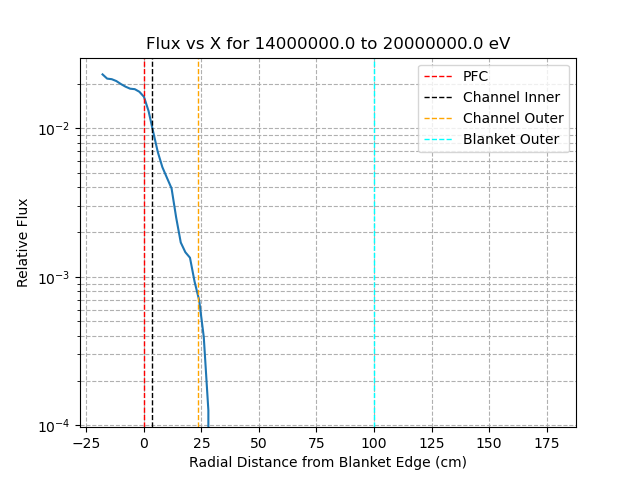 Flux vs X for 14000000.0 to 20000000.0 eV
PFC
Channel Inner
Channel Outer
Blanket Outer
Relative Flux
10⁻²
10⁻³
10⁻⁴
−25 0 25 50 75 100 125 150 175
Radial Distance from Blanket Edge (cm)